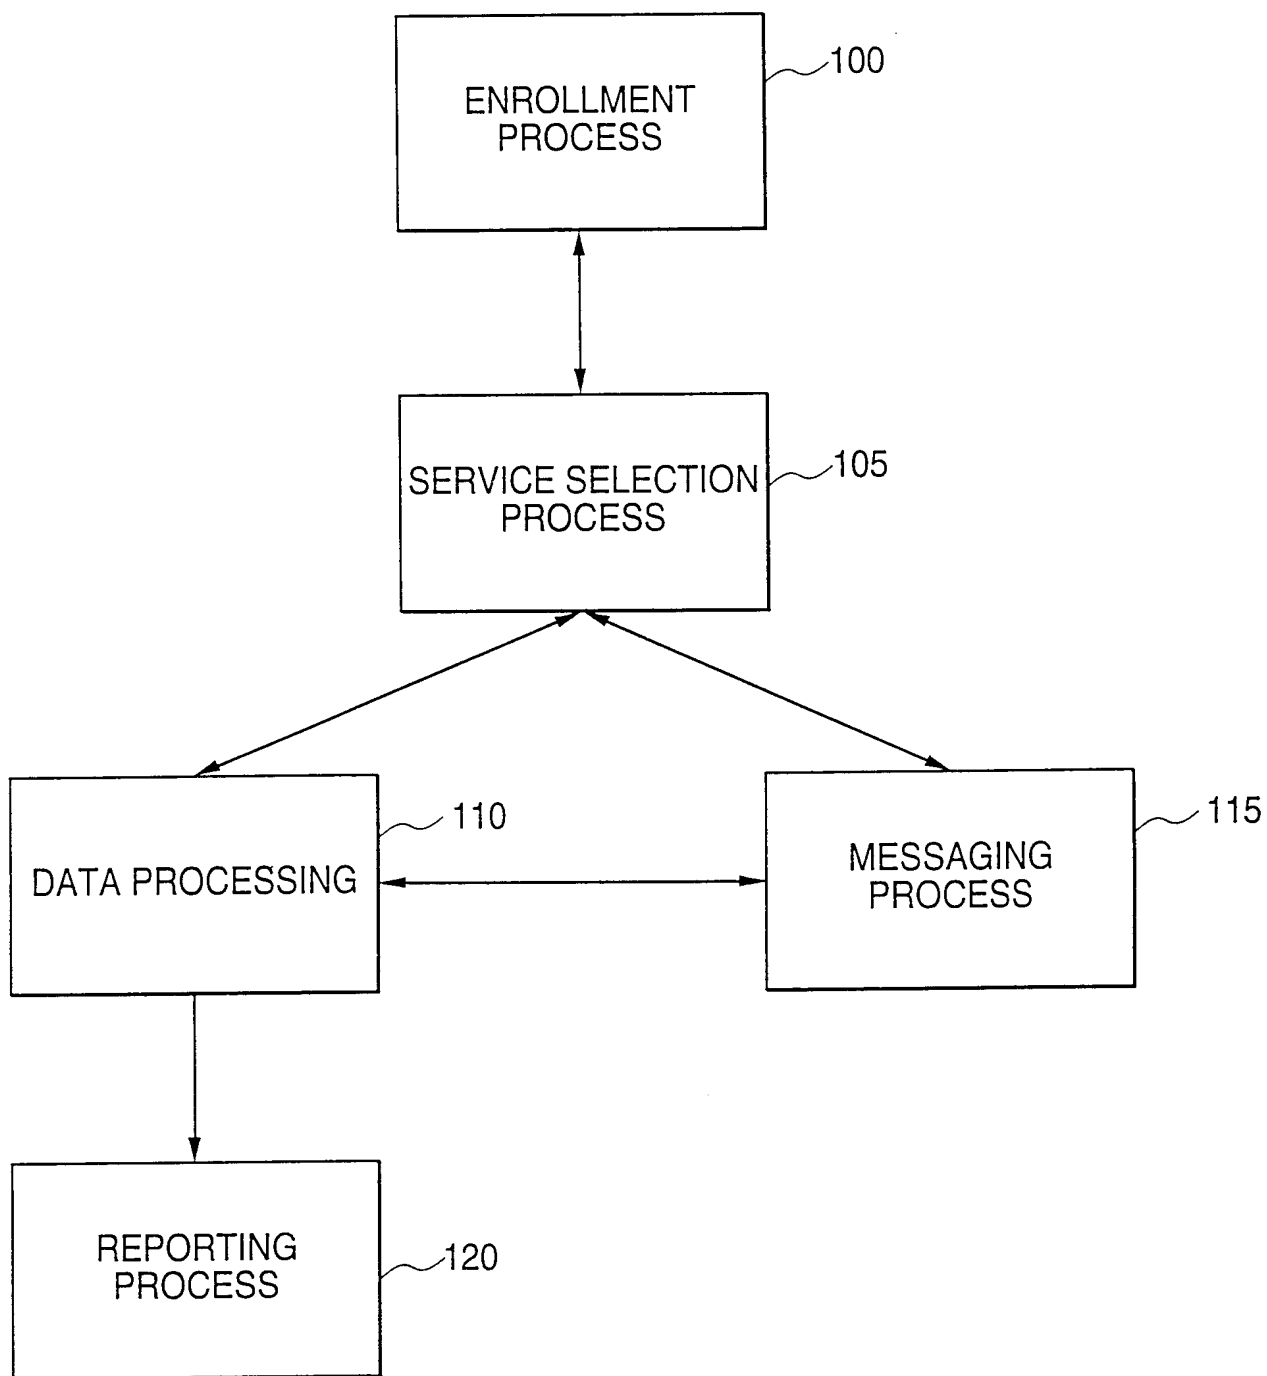 100
ENROLLMENT
PROCESS
105
SERVICE SELECTION
PROCESS
110
DATA PROCESSING
115
MESSAGING
PROCESS
120
REPORTING
PROCESS